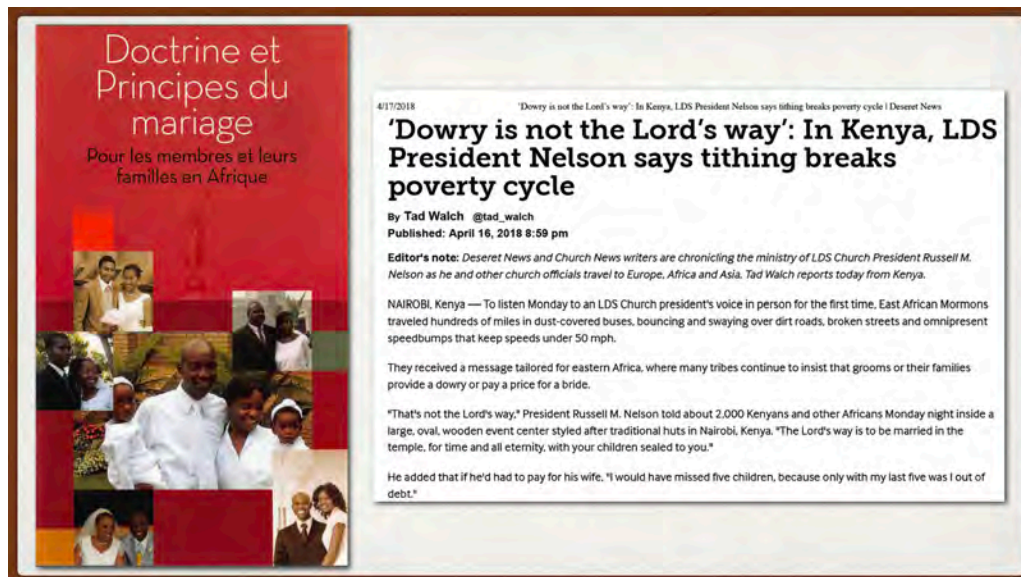 Doctrine et
Principes du
mariage
Pour les membres et leurs
familles en Afrique
4/17/2018 'Dowry is not the Lord's way': In Kenya, LDS President Nelson says tithing breaks poverty cycle | Deseret News
'Dowry is not the Lord's way': In Kenya, LDS
President Nelson says tithing breaks
poverty cycle
By Tad Walch @tad_walch
Published: April 16, 2018 8:59 pm
Editor's note: Deseret News and Church News writers are chronicling the ministry of LDS Church President Russell M.
Nelson as he and other church officials travel to Europe, Africa and Asia. Tad Walch reports today from Kenya.
NAIROBI, Kenya — To listen Monday to an LDS Church president's voice in person for the first time, East African Mormons
traveled hundreds of miles in dust-covered buses, bouncing and swaying over dirt roads, broken streets and omnipresent
speedbumps that keep speeds under 50 mph.
They received a message tailored for eastern Africa, where many tribes continue to insist that grooms or their families
provide a dowry or pay a price for a bride.
"That's not the Lord's way," President Russell M. Nelson told about 2,000 Kenyans and other Africans Monday night inside a
large, oval, wooden event center styled after traditional huts in Nairobi, Kenya. "The Lord's way is to be married in the
temple, for time and all eternity, with your children sealed to you."
He added that if he'd had to pay for his wife, "I would have missed five children, because only with my last five was I out of
debt."